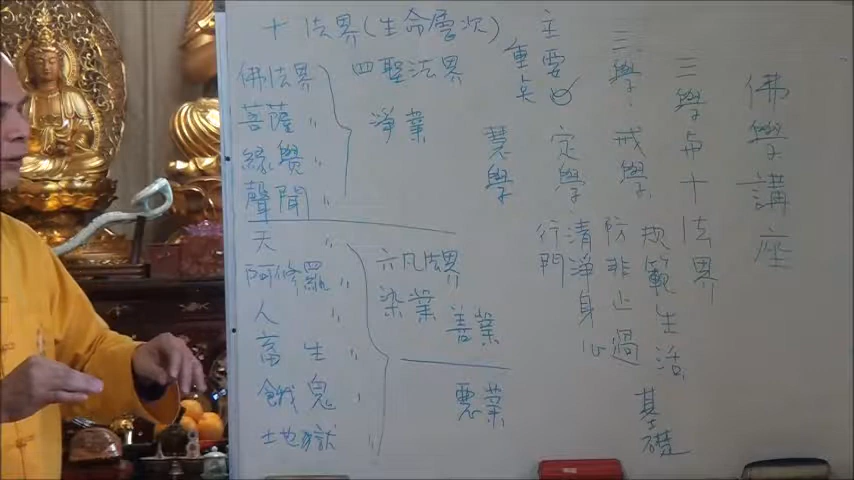 佛學講座
三學與十法界
三學
戒學
規範生活
防非止過
基礎
主要
重點
定學
清淨身心
行門
慧學
十法界(生命層次)
佛法界
菩薩〃
緣覺〃
聲聞〃
四聖法界
淨業
天〃
阿修羅〃
人〃
畜生〃
餓鬼〃
地獄〃
六凡法界
染業
善業
惡業